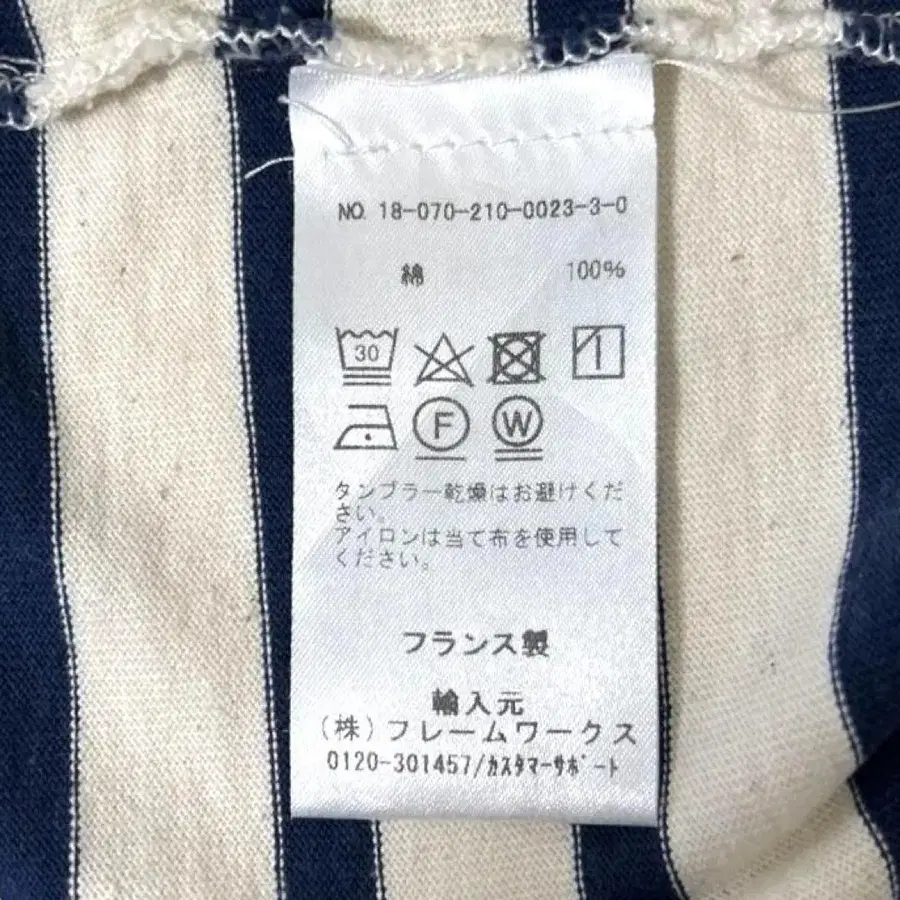 NO. 18-070-210-0023-3-0
綿 100%
30
F W
タンブラー乾燥はお避けくだ
さい。
アイロンは当て布を使用して
ください。
フランス製
輸入元
(株)フレームワークス
0120-301457/ｶｽﾀﾏｰｻﾎﾟｰﾄ